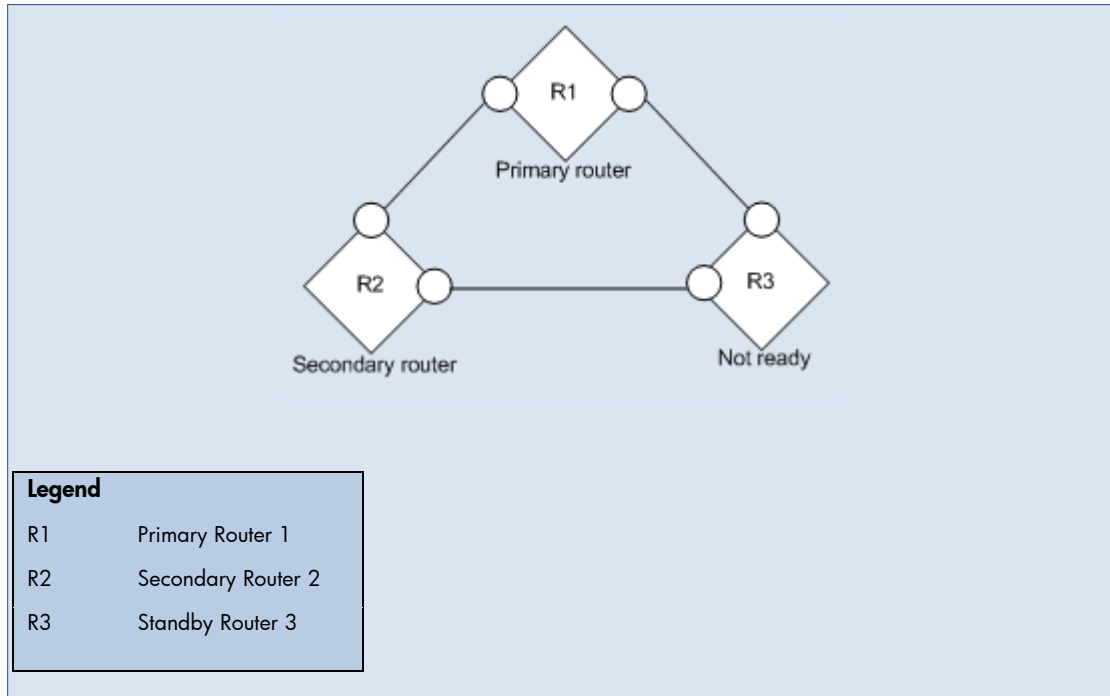 R1
Primary router
R2
R3
Secondary router
Not ready
Legend
R1 Primary Router 1
R2 Secondary Router 2
R3 Standby Router 3